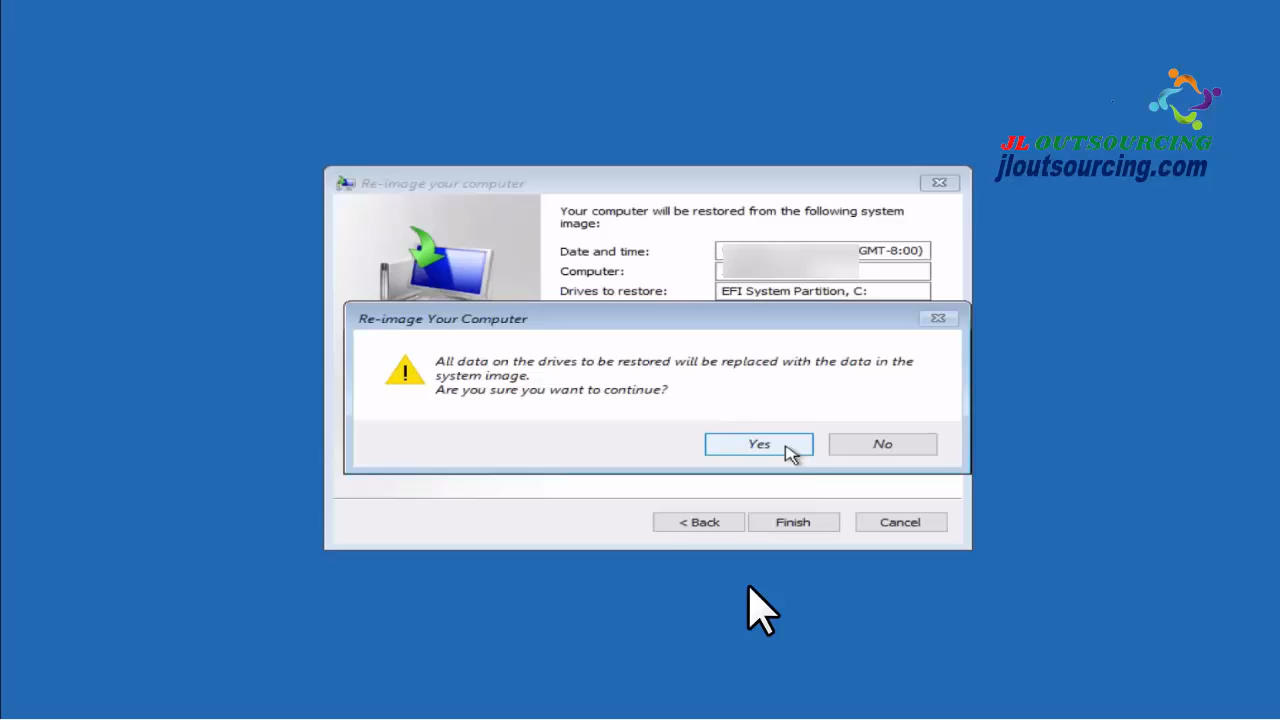 JL OUTSOURCING
jloutsourcing.com
Re-image your computer
Your computer will be restored from the following system
image:
Date and time:
GMT-8:00)
Computer:
Drives to restore:
EFI System Partition, C:
Re-image Your Computer
All data on the drives to be restored will be replaced with the data in the
system image.
Are you sure you want to continue?
Yes
No
< Back
Finish
Cancel